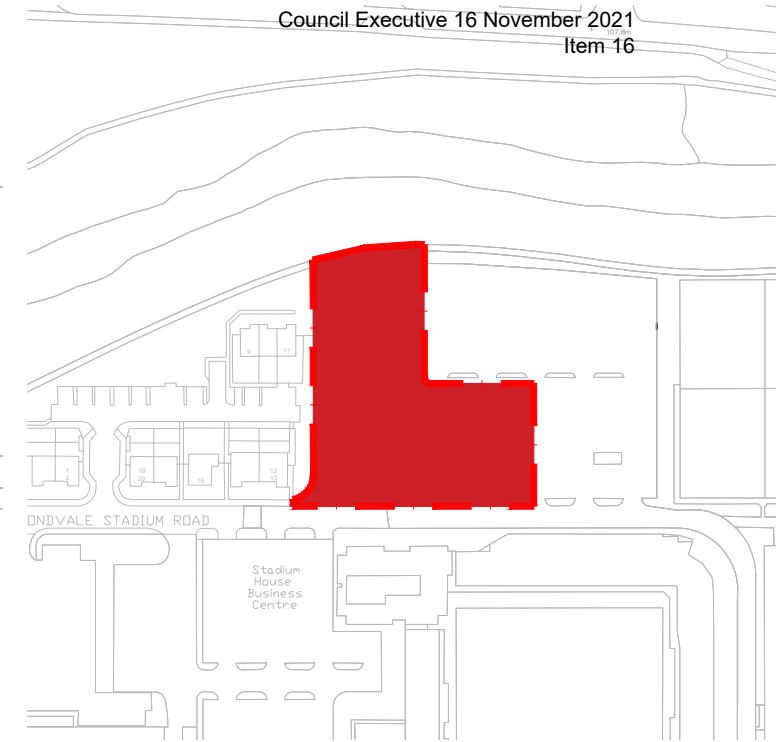 Council Executive 16 November 2021
Item 16
107.8m
9 11
1
2
19
20
16
12
13
ONDVALE STADIUM ROAD
Stadium
House
Business
Centre